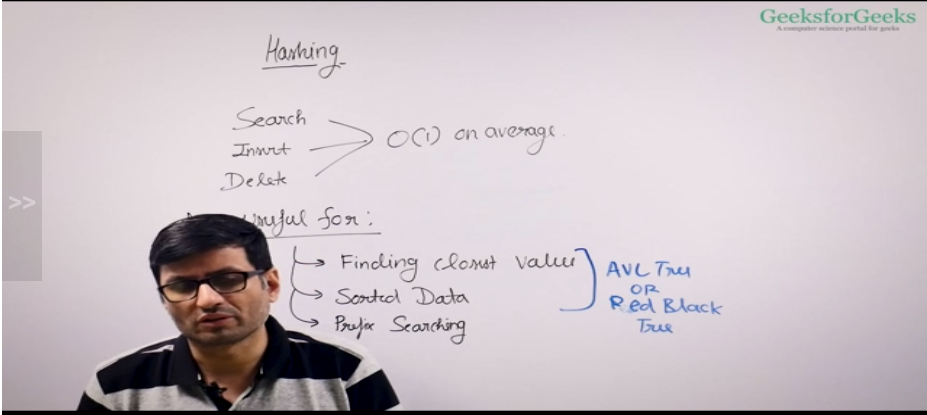 GeeksforGeeks
A computer science portal for geeks
Hashing
Search
Insert
Delete
O(1) on average.
useful for:
→ Finding closest value
→ Sorted Data
→ Prefix Searching
AVL Tree
OR
Red Black
Tree
>>